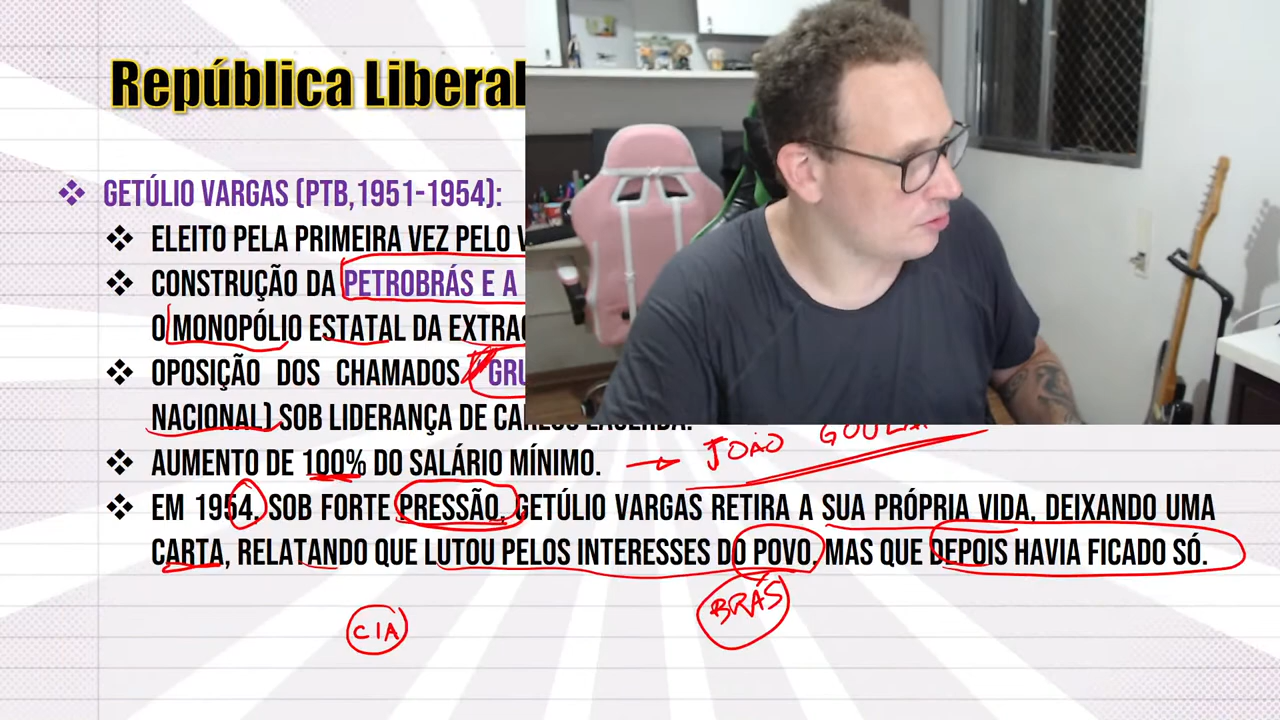 República Liberal
GETÚLIO VARGAS (PTB,1951-1954):
ELEITO PELA PRIMEIRA VEZ PELO
CONSTRUÇÃO DA PETROBRÁS E A
O MONOPÓLIO ESTATAL DA
OPOSIÇÃO DOS CHAMADOS
NACIONAL) SOB LIDERANÇA DE
JOÃO
AUMENTO DE 100% DO SALÁRIO MÍNIMO.
EM 1954, SOB FORTE PRESSÃO, GETÚLIO VARGAS RETIRA A SUA PRÓPRIA VIDA, DEIXANDO UMA
CARTA, RELATANDO QUE LUTOU PELOS INTERESSES DO POVO, MAS QUE DEPOIS HAVIA FICADO SÓ.
BRÁS
CIA